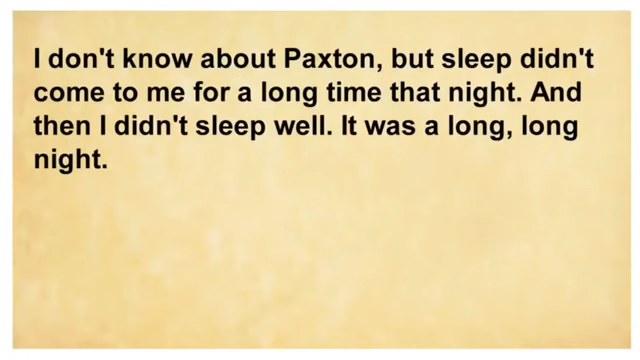 I don't know about Paxton, but sleep didn't
come to me for a long time that night. And
then I didn't sleep well. It was a long, long
night.